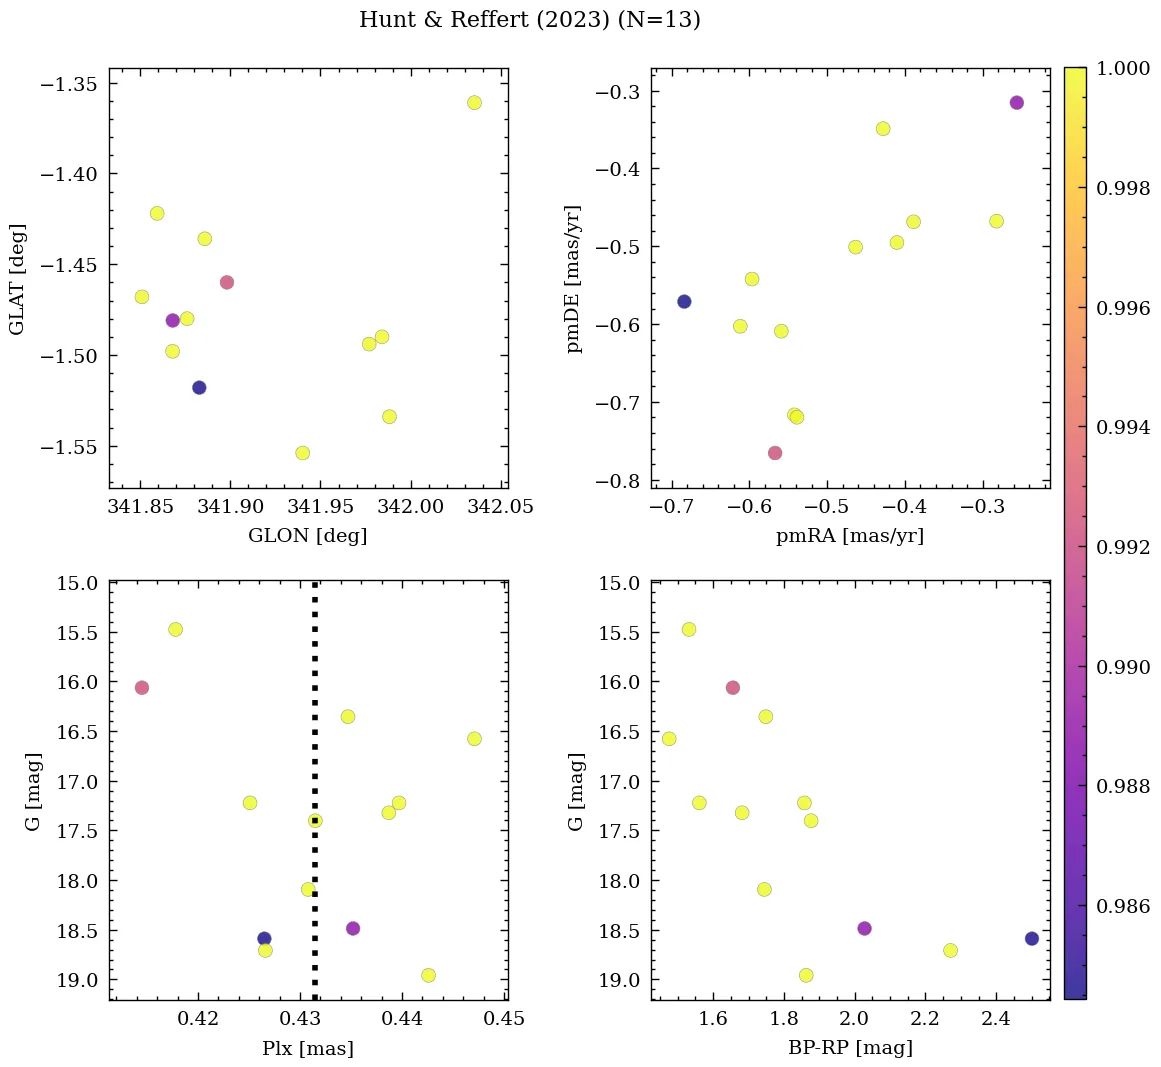 Hunt & Reffert (2023) (N=13)
−1.35
−1.40
−1.45
−1.50
−1.55
GLAT [deg]
341.85 341.90 341.95 342.00 342.05
GLON [deg]
−0.3
−0.4
−0.5
−0.6
−0.7
−0.8
pmDE [mas/yr]
−0.7 −0.6 −0.5 −0.4 −0.3
pmRA [mas/yr]
1.000
0.998
0.996
0.994
0.992
0.990
0.988
0.986
15.0
15.5
16.0
16.5
17.0
17.5
18.0
18.5
19.0
G [mag]
0.42 0.43 0.44 0.45
Plx [mas]
15.0
15.5
16.0
16.5
17.0
17.5
18.0
18.5
19.0
G [mag]
1.6 1.8 2.0 2.2 2.4
BP-RP [mag]